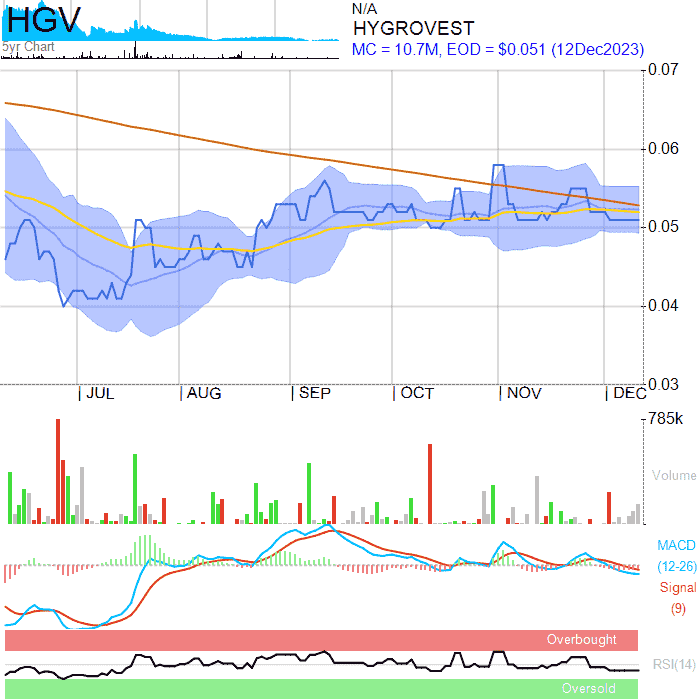 HGV
5yr Chart
N/A
HYGROVEST
MC = 10.7M, EOD = $0.051 (12Dec2023)
0.07
0.06
0.05
0.04
0.03
JUL
AUG
SEP
OCT
NOV
DEC
785k
Volume
MACD
(12-26)
Signal
(9)
Overbought
RSI(14)
Oversold